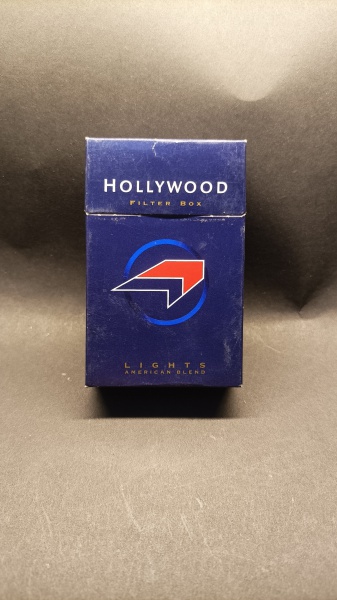 HOLLYWOOD
FILTER BOX
LIGHTS
AMERICAN BLEND